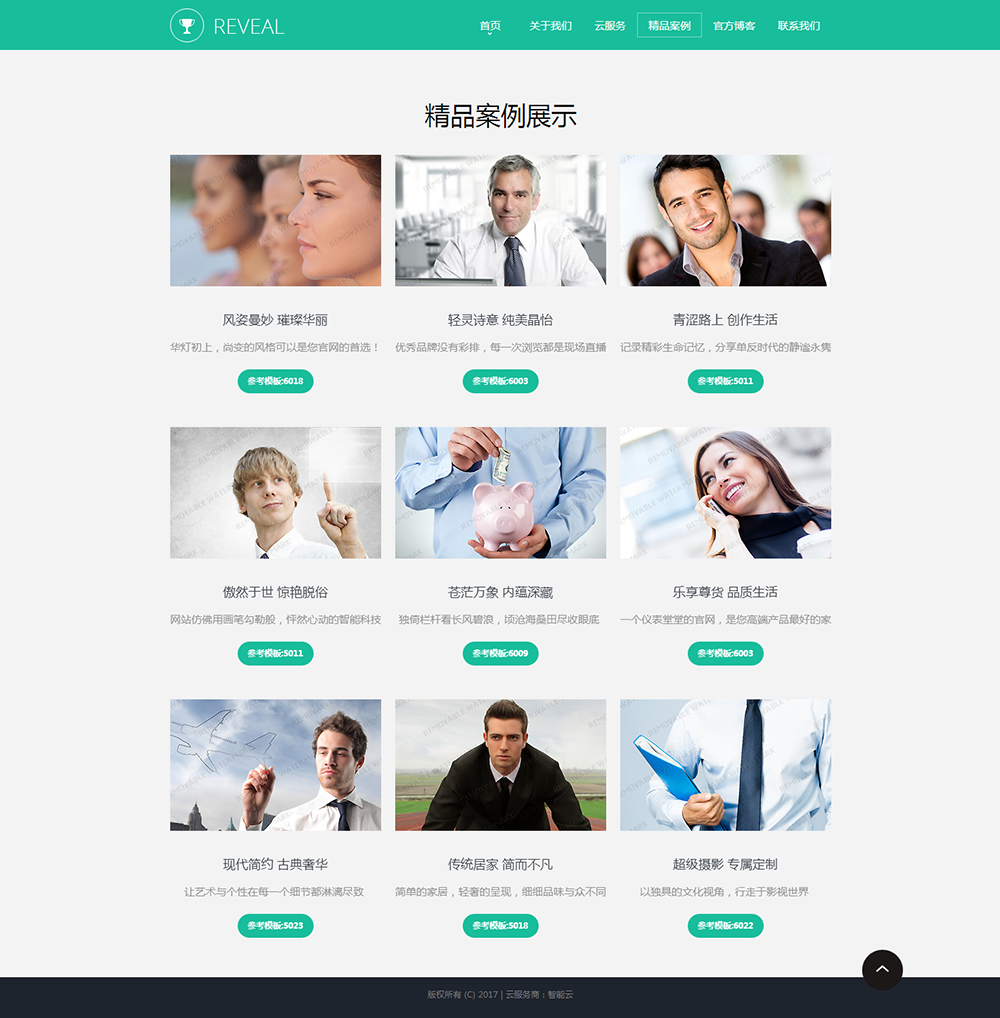 REVEAL
首页
关于我们
云服务
精品案例
官方博客
联系我们
精品案例展示
风姿曼妙 璀璨华丽
轻灵诗意 纯美晶怡
青涩路上 创作生活
华灯初上，尚变的风格可以是您官网的首选！
优秀品牌没有彩排，每一次浏览都是现场直播
记录精彩生命记忆，分享单反时代的静谧永隽
参考模板:6018
参考模板:6003
参考模板:5011
傲然于世 惊艳脱俗
苍茫万象 内蕴深藏
乐享尊货 品质生活
网站仿佛用画笔勾勒般，怦然心动的智能科技
独倚栏杆看长风碧浪，顷沧海桑田尽收眼底
一个仪表堂堂的官网，是您高端产品最好的家
参考模板:5011
参考模板:6009
参考模板:6003
现代简约 古典奢华
传统居家 简而不凡
超级摄影 专属定制
让艺术与个性在每一个细节都淋漓尽致
简单的家居，轻奢的呈现，细细品味与众不同
以独具的文化视角，行走于影视世界
参考模板:5023
参考模板:5018
参考模板:6022
版权所有 (C) 2017 | 云服务商：智能云